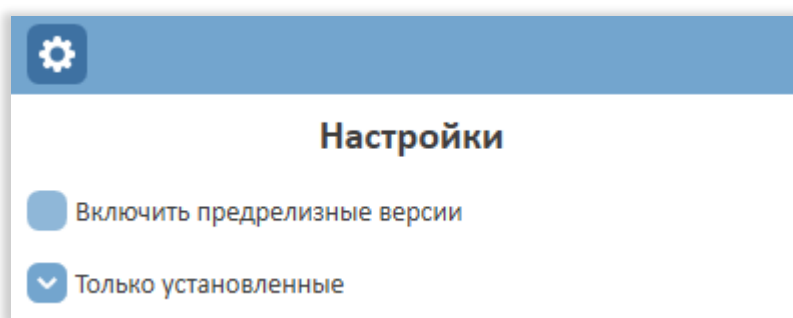 Настройки
Включить предрелизные версии
Только установленные